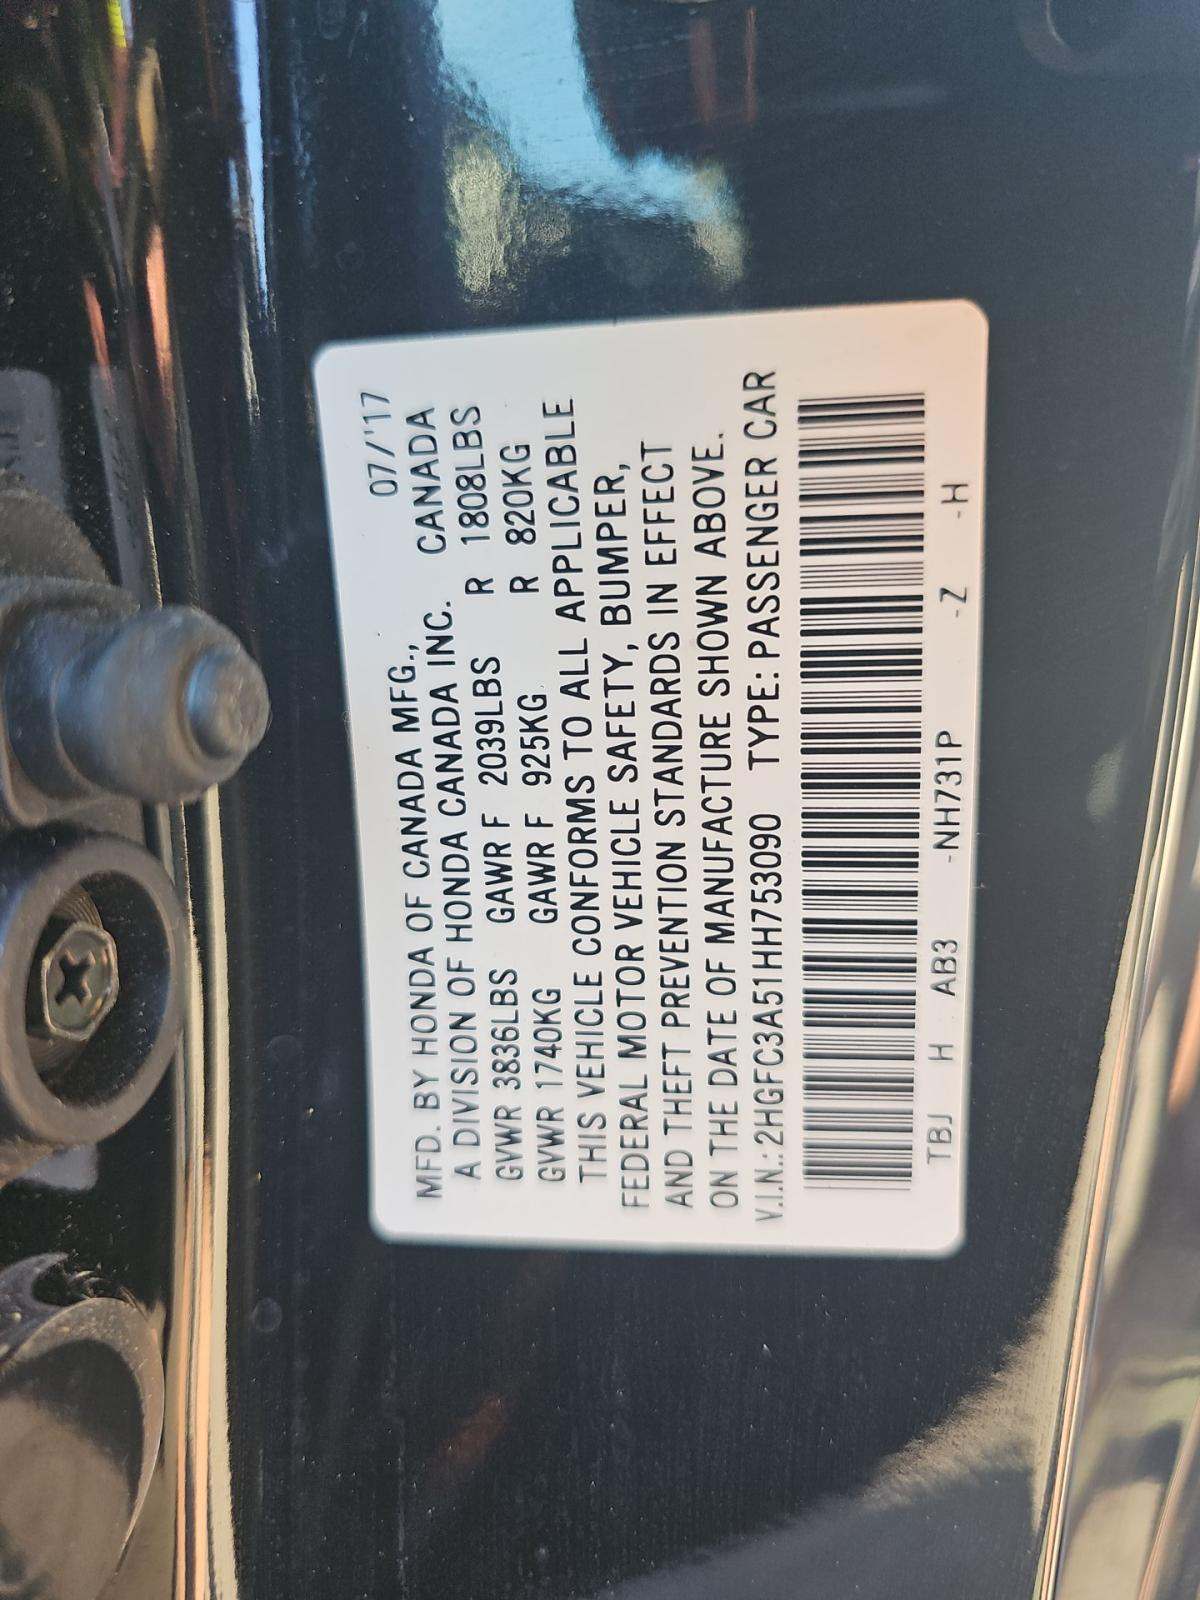 07/'17
MFD. BY HONDA OF CANADA MFG.,
A DIVISION OF HONDA CANADA INC. CANADA
GVWR 3836LBS GAWR F 2039LBS R 1808LBS
GVWR 1740KG GAWR F 925KG R 820KG
THIS VEHICLE CONFORMS TO ALL APPLICABLE
FEDERAL MOTOR VEHICLE SAFETY, BUMPER,
AND THEFT PREVENTION STANDARDS IN EFFECT
ON THE DATE OF MANUFACTURE SHOWN ABOVE.
V.I.N.: 2HGFC3A51HH753090 TYPE: PASSENGER CAR
TBJ H AB3 -NH731P -Z -H